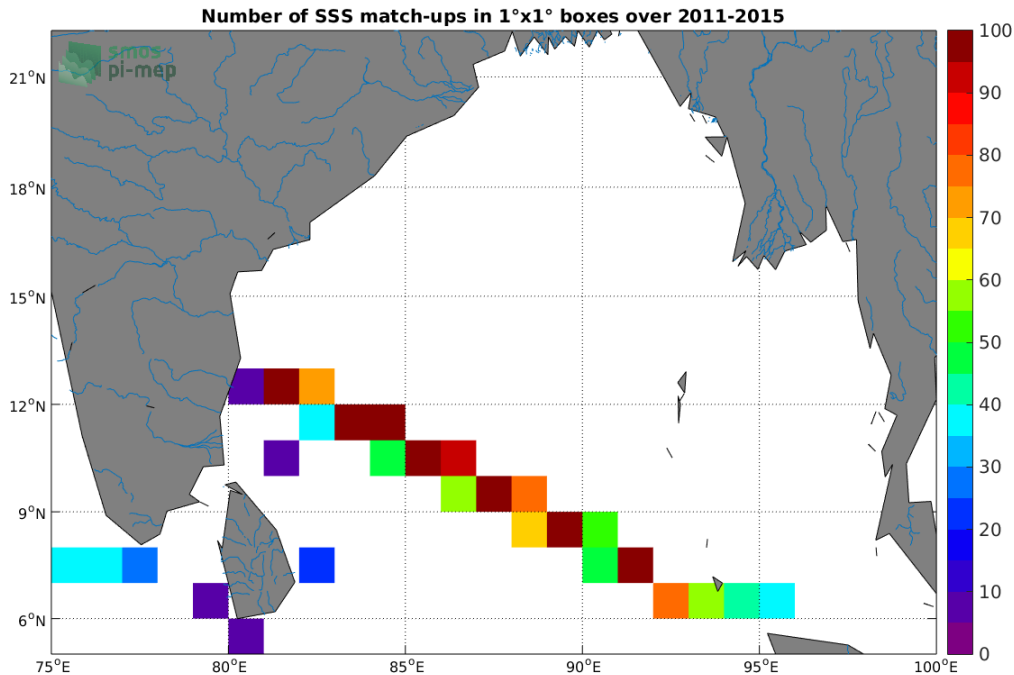 Number of SSS match-ups in 1°x1° boxes over 2011-2015
smos
pi-mep
21°N
18°N
15°N
12°N
9°N
6°N
75°E 80°E 85°E 90°E 95°E 100°E
100
90
80
70
60
50
40
30
20
10
0